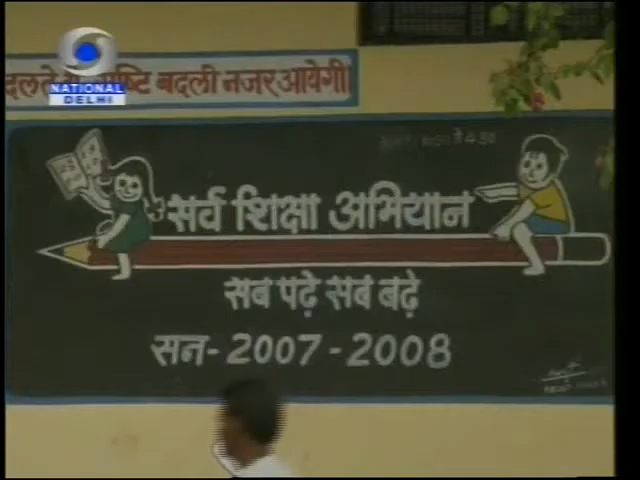 NATIONAL
DELHI
बदली नजर आयेगी
सर्व शिक्षा अभियान
सब पढ़े सब बढ़े
सन - 2007 - 2008